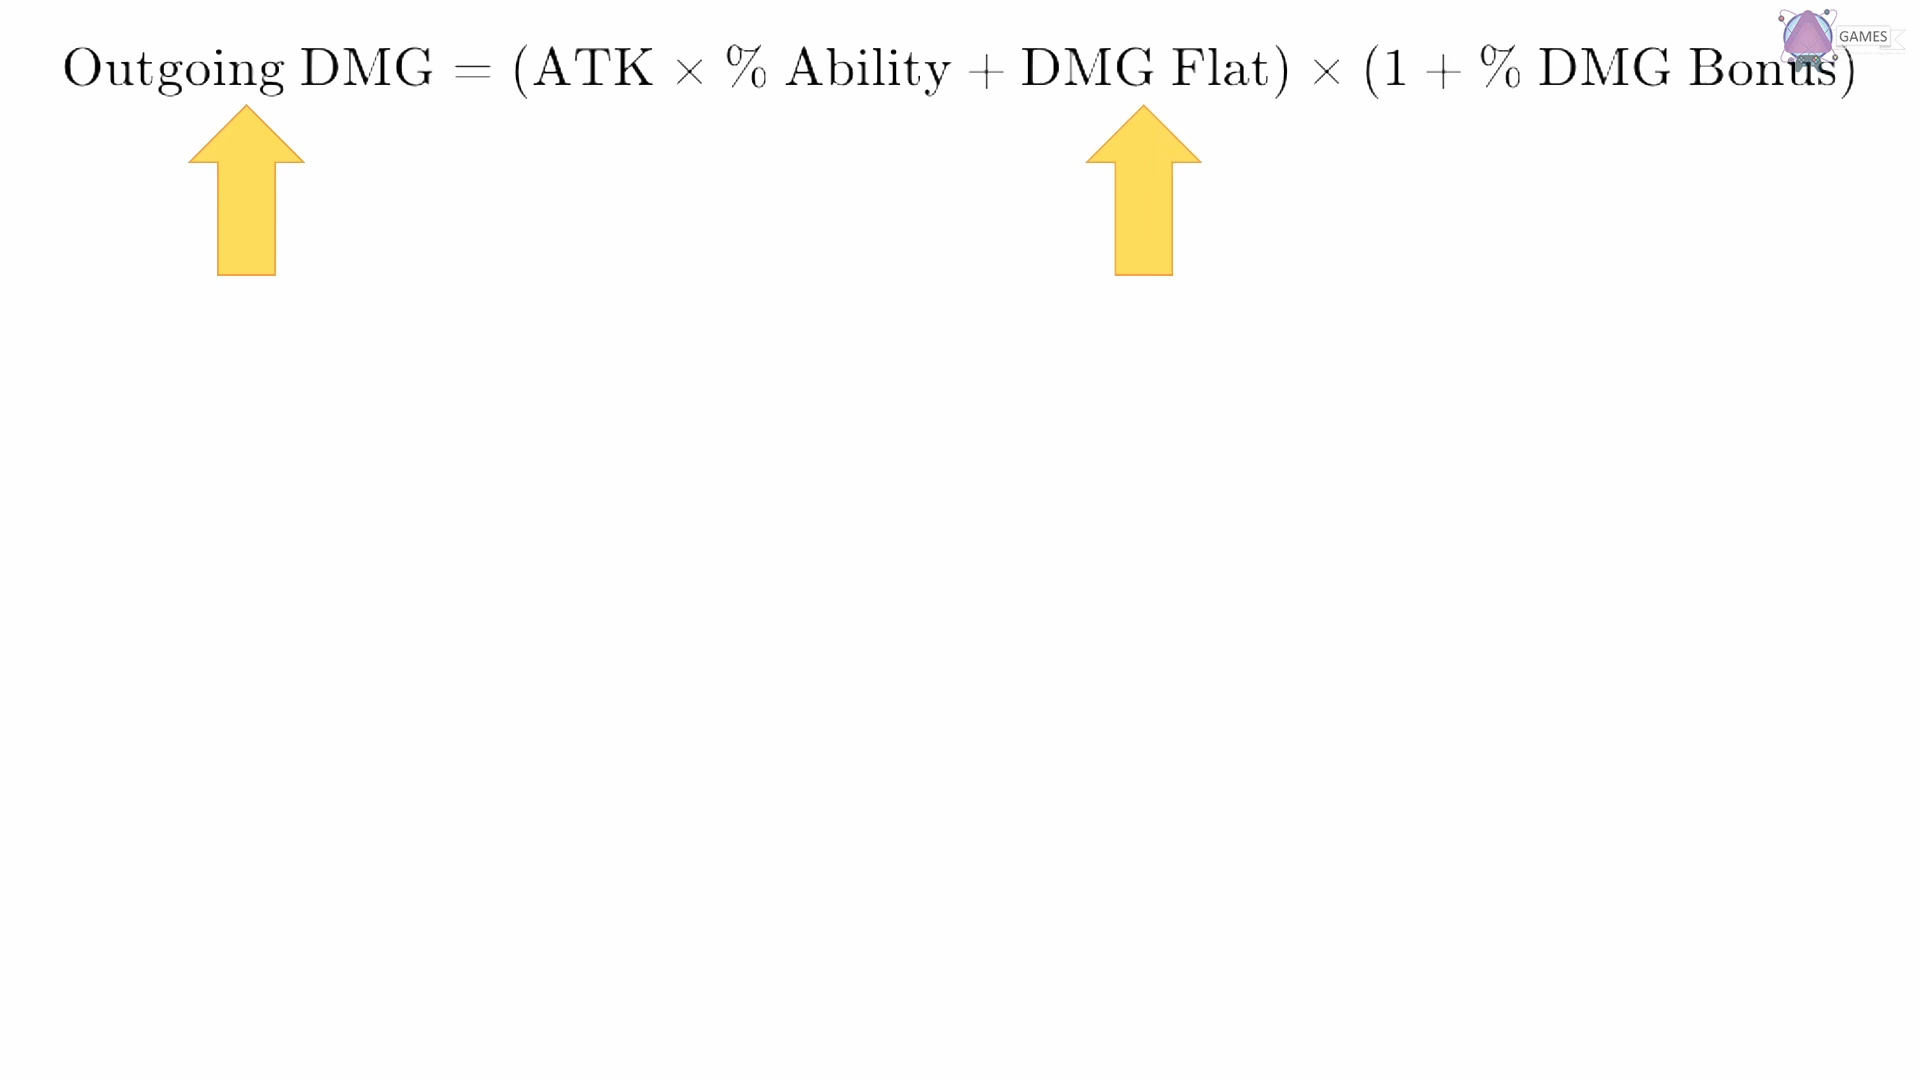 Outgoing DMG = (ATK × % Ability + DMG Flat) × (1 + % DMG Bonus)
GAMES